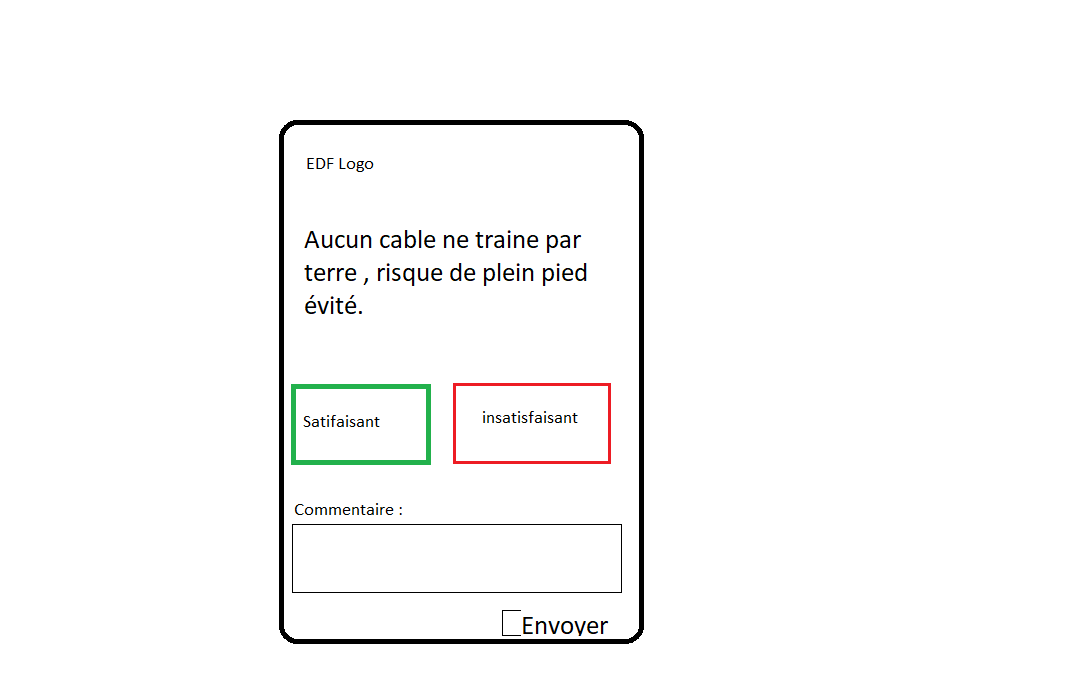 EDF Logo
Aucun cable ne traine par
terre , risque de plein pied
évité.
Satifaisant
insatisfaisant
Commentaire :
Envoyer